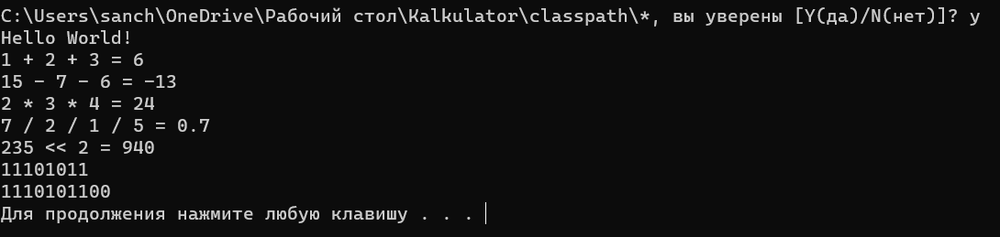 C:\Users\sanch\OneDrive\Рабочий стол\Kalkulator\classpath\*, вы уверены [Y(да)/N(нет)]? y
Hello World!
1 + 2 + 3 = 6
15 - 7 - 6 = -13
2 * 3 * 4 = 24
7 / 2 / 1 / 5 = 0.7
235 << 2 = 940
11101011
1110101100
Для продолжения нажмите любую клавишу . . .